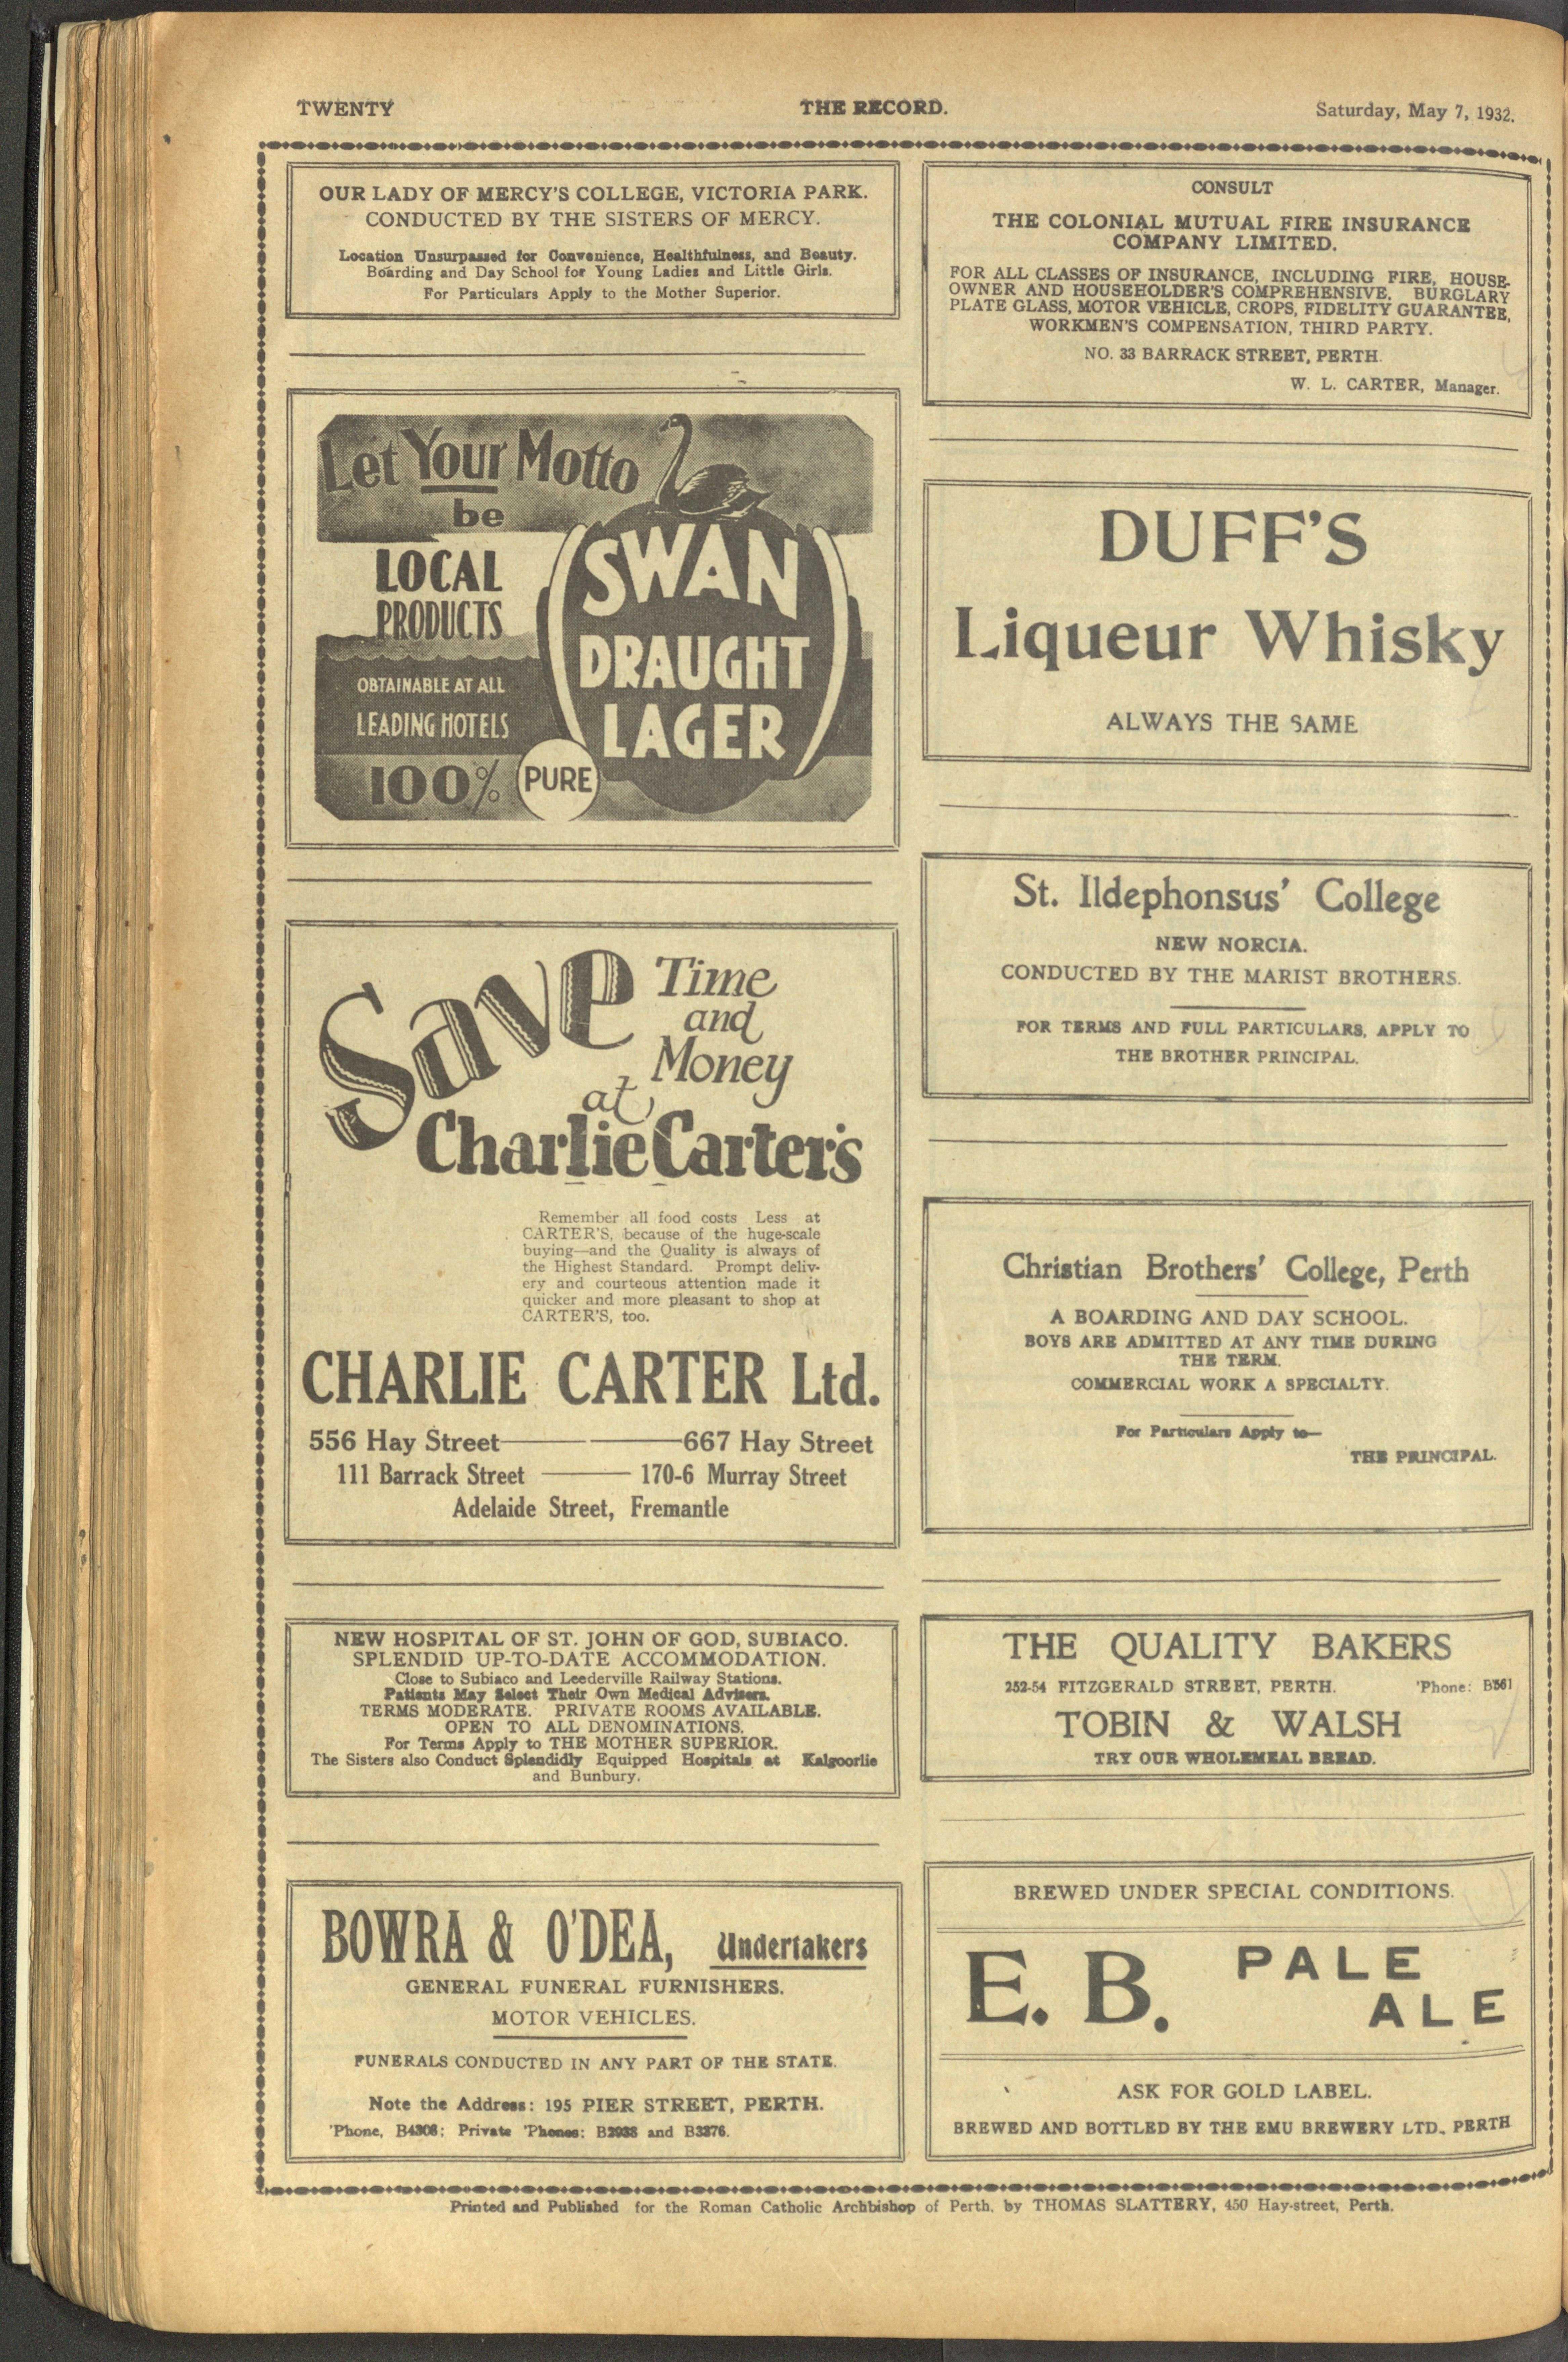 TWENTY
THE RECORD.
Saturday, May 7, 1932.
OUR LADY OF MERCY'S COLLEGE, VICTORIA PARK.
CONDUCTED BY THE SISTERS OF MERCY.
Location Unsurpassed for Convenience, Healthfulness, and Beauty.
Boarding and Day School for Young Ladies and Little Girls.
For Particulars Apply to the Mother Superior.
Let Your Motto
be
LOCAL
PRODUCTS
OBTAINABLE AT ALL
LEADING HOTELS
100% PURE
SWAN
DRAUGHT
LAGER
Save Time
and
Money
at
Charlie Carter's
Remember all food costs Less at
CARTER'S, because of the huge-scale
buying—and the Quality is always of
the Highest Standard. Prompt deliv-
ery and courteous attention made it
quicker and more pleasant to shop at
CARTER'S, too.
CHARLIE CARTER Ltd.
556 Hay Street—— ——667 Hay Street
111 Barrack Street —— 170-6 Murray Street
Adelaide Street, Fremantle
NEW HOSPITAL OF ST. JOHN OF GOD, SUBIACO.
SPLENDID UP-TO-DATE ACCOMMODATION.
Close to Subiaco and Leederville Railway Stations.
Patients May Select Their Own Medical Advisers.
TERMS MODERATE. PRIVATE ROOMS AVAILABLE.
OPEN TO ALL DENOMINATIONS.
For Terms Apply to THE MOTHER SUPERIOR.
The Sisters also Conduct Splendidly Equipped Hospitals at Kalgoorlie
and Bunbury.
BOWRA & O'DEA, Undertakers
GENERAL FUNERAL FURNISHERS.
MOTOR VEHICLES.
FUNERALS CONDUCTED IN ANY PART OF THE STATE.
Note the Address: 195 PIER STREET, PERTH.
'Phone, B4308; Private 'Phones: B2938 and B3376.
CONSULT
THE COLONIAL MUTUAL FIRE INSURANCE
COMPANY LIMITED.
FOR ALL CLASSES OF INSURANCE, INCLUDING FIRE, HOUSE-
OWNER AND HOUSEHOLDER'S COMPREHENSIVE, BURGLARY
PLATE GLASS, MOTOR VEHICLE, CROPS, FIDELITY GUARANTEE,
WORKMEN'S COMPENSATION, THIRD PARTY.
NO. 33 BARRACK STREET, PERTH.
W. L. CARTER, Manager.
DUFF'S
Liqueur Whisky
ALWAYS THE SAME
St. Ildephonsus' College
NEW NORCIA.
CONDUCTED BY THE MARIST BROTHERS.
FOR TERMS AND FULL PARTICULARS, APPLY TO
THE BROTHER PRINCIPAL.
Christian Brothers' College, Perth
A BOARDING AND DAY SCHOOL.
BOYS ARE ADMITTED AT ANY TIME DURING
THE TERM.
COMMERCIAL WORK A SPECIALTY.
For Particulars Apply to—
THE PRINCIPAL.
THE QUALITY BAKERS
252-54 FITZGERALD STREET, PERTH. 'Phone: B561
TOBIN & WALSH
TRY OUR WHOLEMEAL BREAD.
BREWED UNDER SPECIAL CONDITIONS.
E. B. PALE
ALE
ASK FOR GOLD LABEL.
BREWED AND BOTTLED BY THE EMU BREWERY LTD., PERTH
Printed and Published for the Roman Catholic Archbishop of Perth, by THOMAS SLATTERY, 450 Hay-street, Perth.